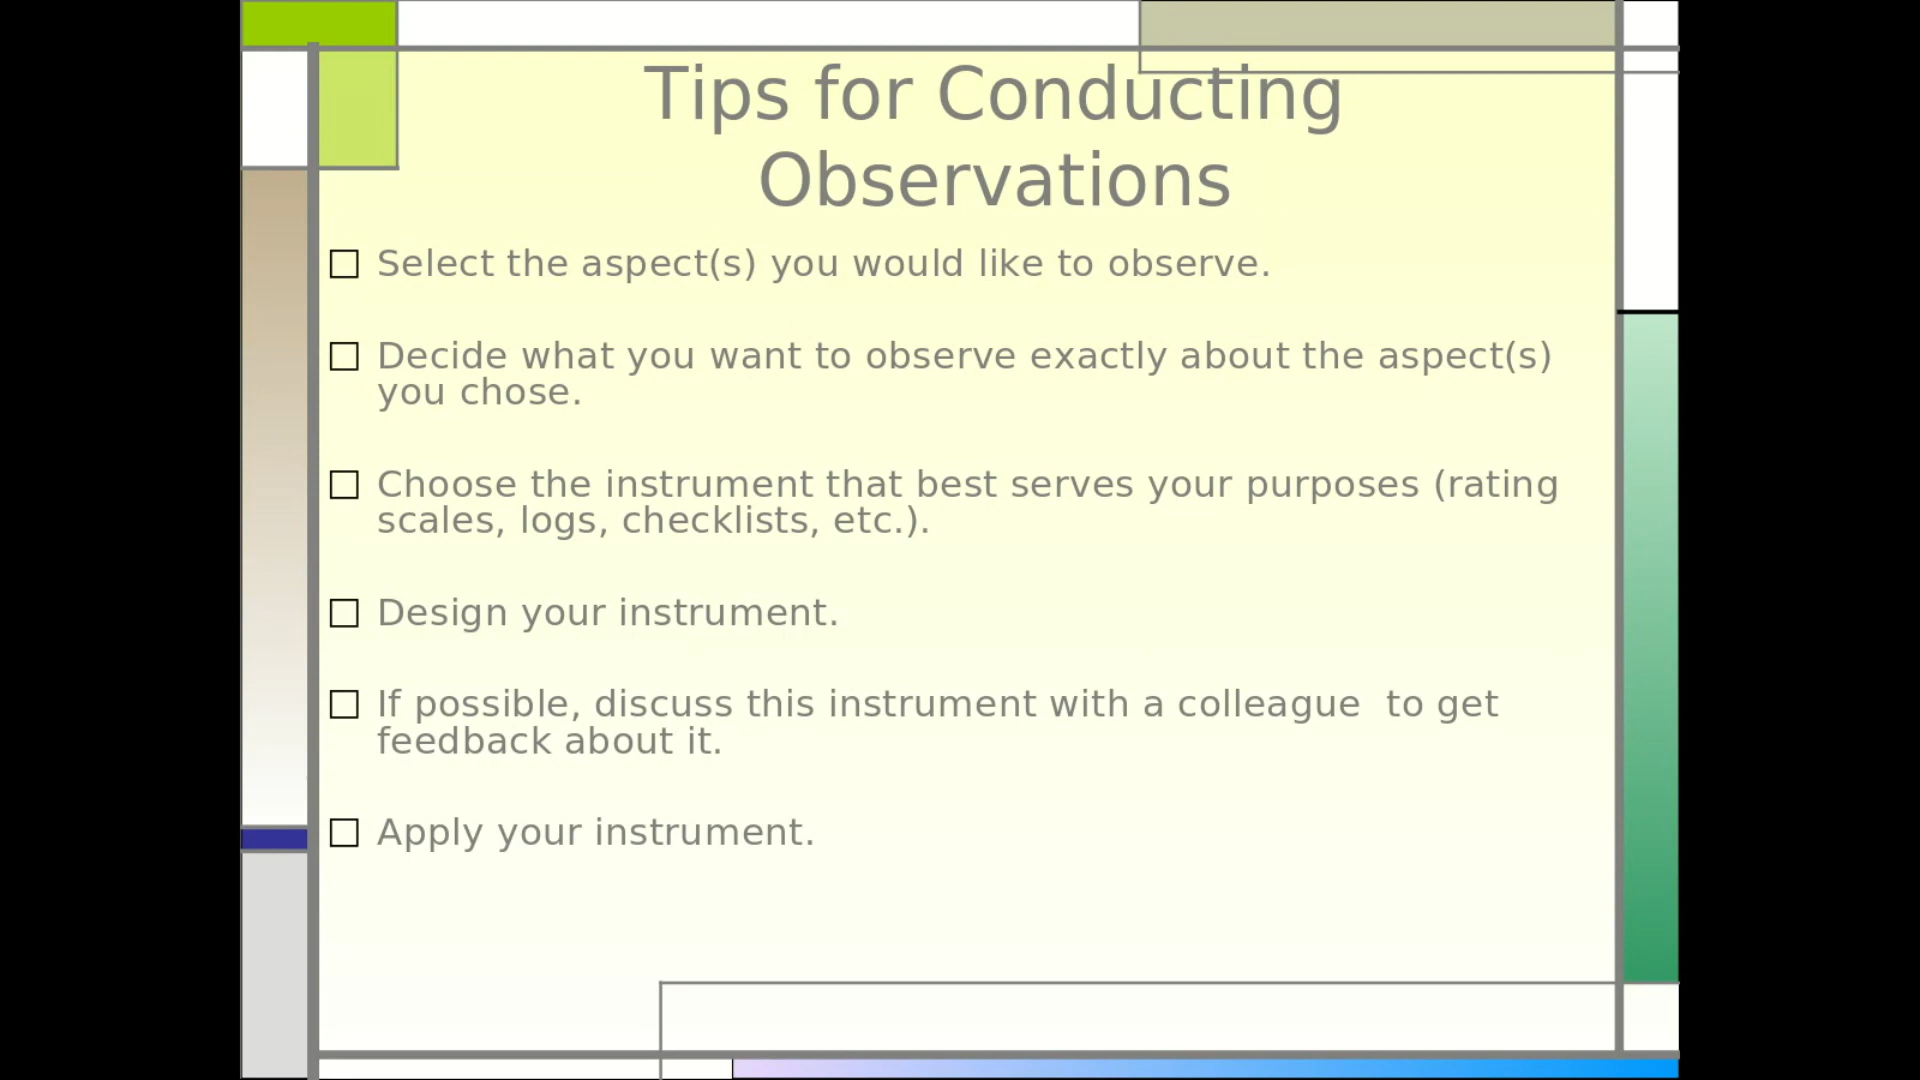 Tips for Conducting
Observations
Select the aspect(s) you would like to observe.
Decide what you want to observe exactly about the aspect(s)
you chose.
Choose the instrument that best serves your purposes (rating
scales, logs, checklists, etc.).
Design your instrument.
If possible, discuss this instrument with a colleague  to get
feedback about it.
Apply your instrument.